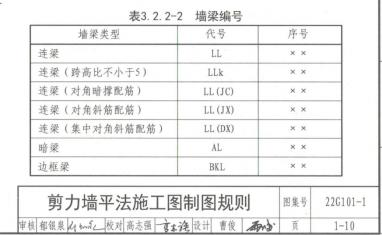 表3.2.2-2 墙梁编号
墙梁类型 代号 序号
连梁 LL ××
连梁（跨高比不小于5） LLk ××
连梁（对角暗撑配筋） LL(JC) ××
连梁（对角斜筋配筋） LL(JX) ××
连梁（集中对角斜筋配筋） LL(DX) ××
暗梁 AL ××
边框梁 BKL ××
剪力墙平法施工图制图规则 图集号 22G101-1
审核 郁银泉 校对 高志强 设计 曹俊 页 1-10